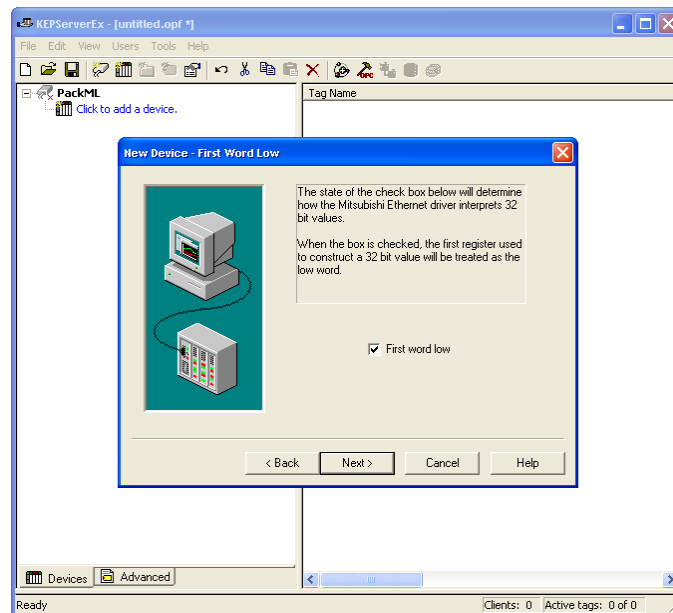 KEPServerEx - [untitled.opf *]
File Edit View Users Tools Help
PackML
Click to add a device.
Tag Name
New Device - First Word Low
The state of the check box below will determine
how the Mitsubishi Ethernet driver interprets 32
bit values.
When the box is checked, the first register used
to construct a 32 bit value will be treated as the
low word.
First word low
< Back Next > Cancel Help
Devices Advanced
Ready Clients: 0 Active tags: 0 of 0